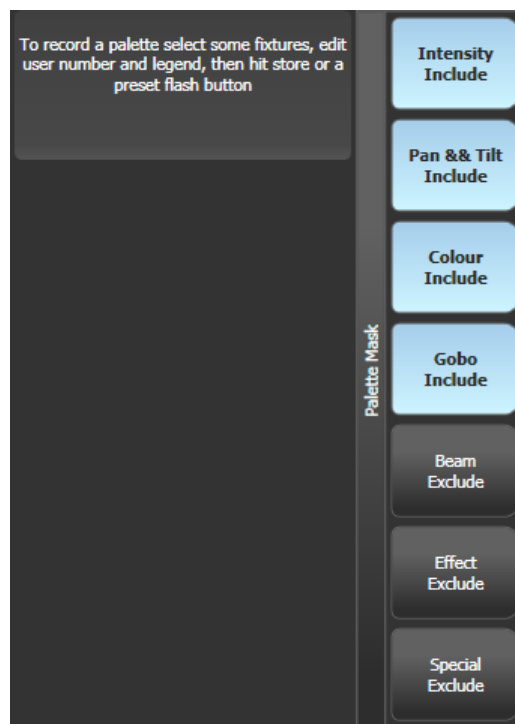 To record a palette select some fixtures, edit
user number and legend, then hit store or a
preset flash button
Palette Mask
Intensity
Include
Pan && Tilt
Include
Colour
Include
Gobo
Include
Beam
Exclude
Effect
Exclude
Special
Exclude